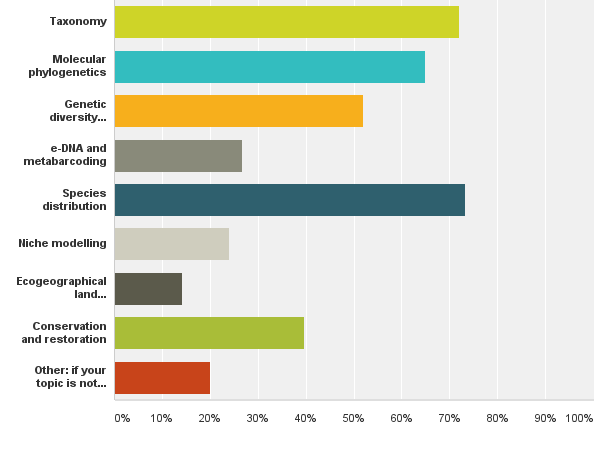 Taxonomy
Molecular
phylogenetics
Genetic
diversity...
e-DNA and
metabarcoding
Species
distribution
Niche modelling
Ecogeographical
land...
Conservation
and restoration
Other: if your
topic is not...
0% 10% 20% 30% 40% 50% 60% 70% 80% 90% 100%